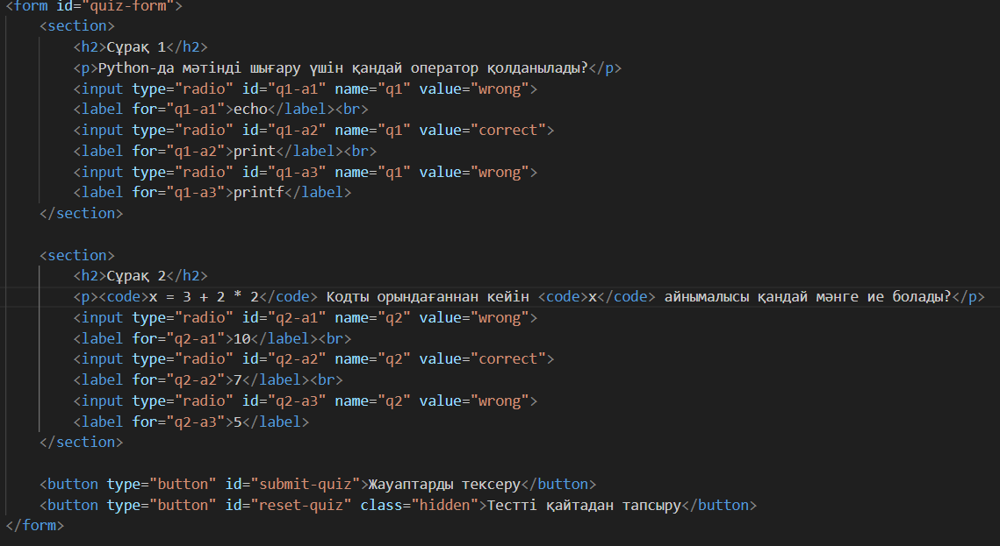 <form id="quiz-form">
<section>
<h2>Сұрақ 1</h2>
<p>Python-да мәтінді шығару үшін қандай оператор қолданылады?</p>
<input type="radio" id="q1-a1" name="q1" value="wrong">
<label for="q1-a1">echo</label><br>
<input type="radio" id="q1-a2" name="q1" value="correct">
<label for="q1-a2">print</label><br>
<input type="radio" id="q1-a3" name="q1" value="wrong">
<label for="q1-a3">printf</label>
</section>
<section>
<h2>Сұрақ 2</h2>
<p><code>x = 3 + 2 * 2</code> Кодты орындағаннан кейін <code>x</code> айнымалысы қандай мәнге ие болады?</p>
<input type="radio" id="q2-a1" name="q2" value="wrong">
<label for="q2-a1">10</label><br>
<input type="radio" id="q2-a2" name="q2" value="correct">
<label for="q2-a2">7</label><br>
<input type="radio" id="q2-a3" name="q2" value="wrong">
<label for="q2-a3">5</label>
</section>
<button type="button" id="submit-quiz">Жауаптарды тексеру</button>
<button type="button" id="reset-quiz" class="hidden">Тестті қайтадан тапсыру</button>
</form>